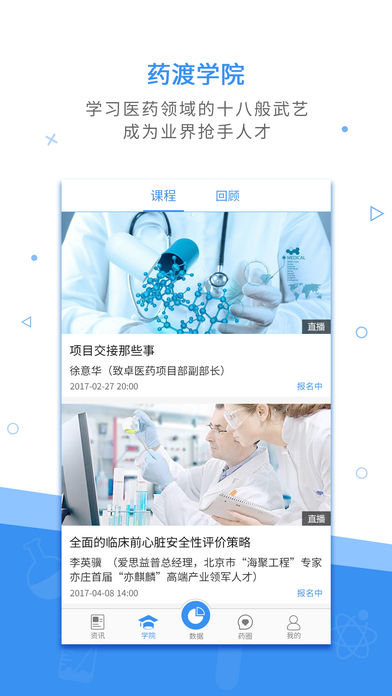 药渡学院
学习医药领域的十八般武艺
成为业界抢手人才
课程 回顾
MEDICAL
直播
项目交接那些事
徐意华（致卓医药项目部副部长）
2017-02-27 20:00 报名中
直播
全面的临床前心脏安全性评价策略
李英骥 （爱思益普总经理，北京市“海聚工程”专家
亦庄首届“亦麒麟”高端产业领军人才）
2017-04-08 14:00 报名中
资讯 学院 数据 药圈 我的